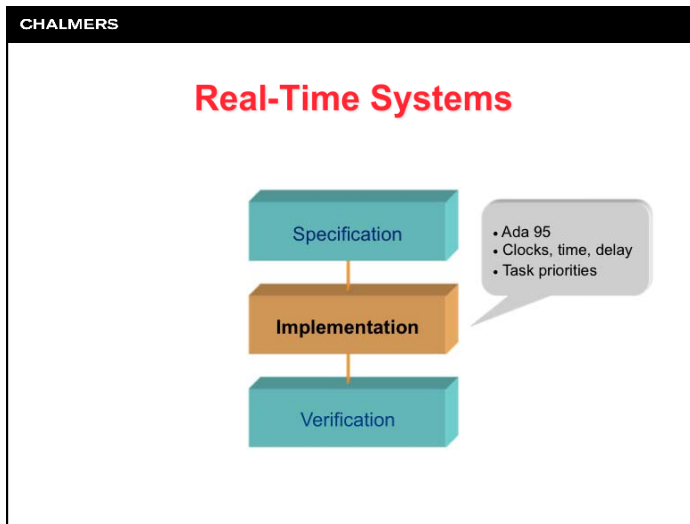 CHALMERS
Real-Time Systems
Specification
• Ada 95
• Clocks, time, delay
• Task priorities
Implementation
Verification